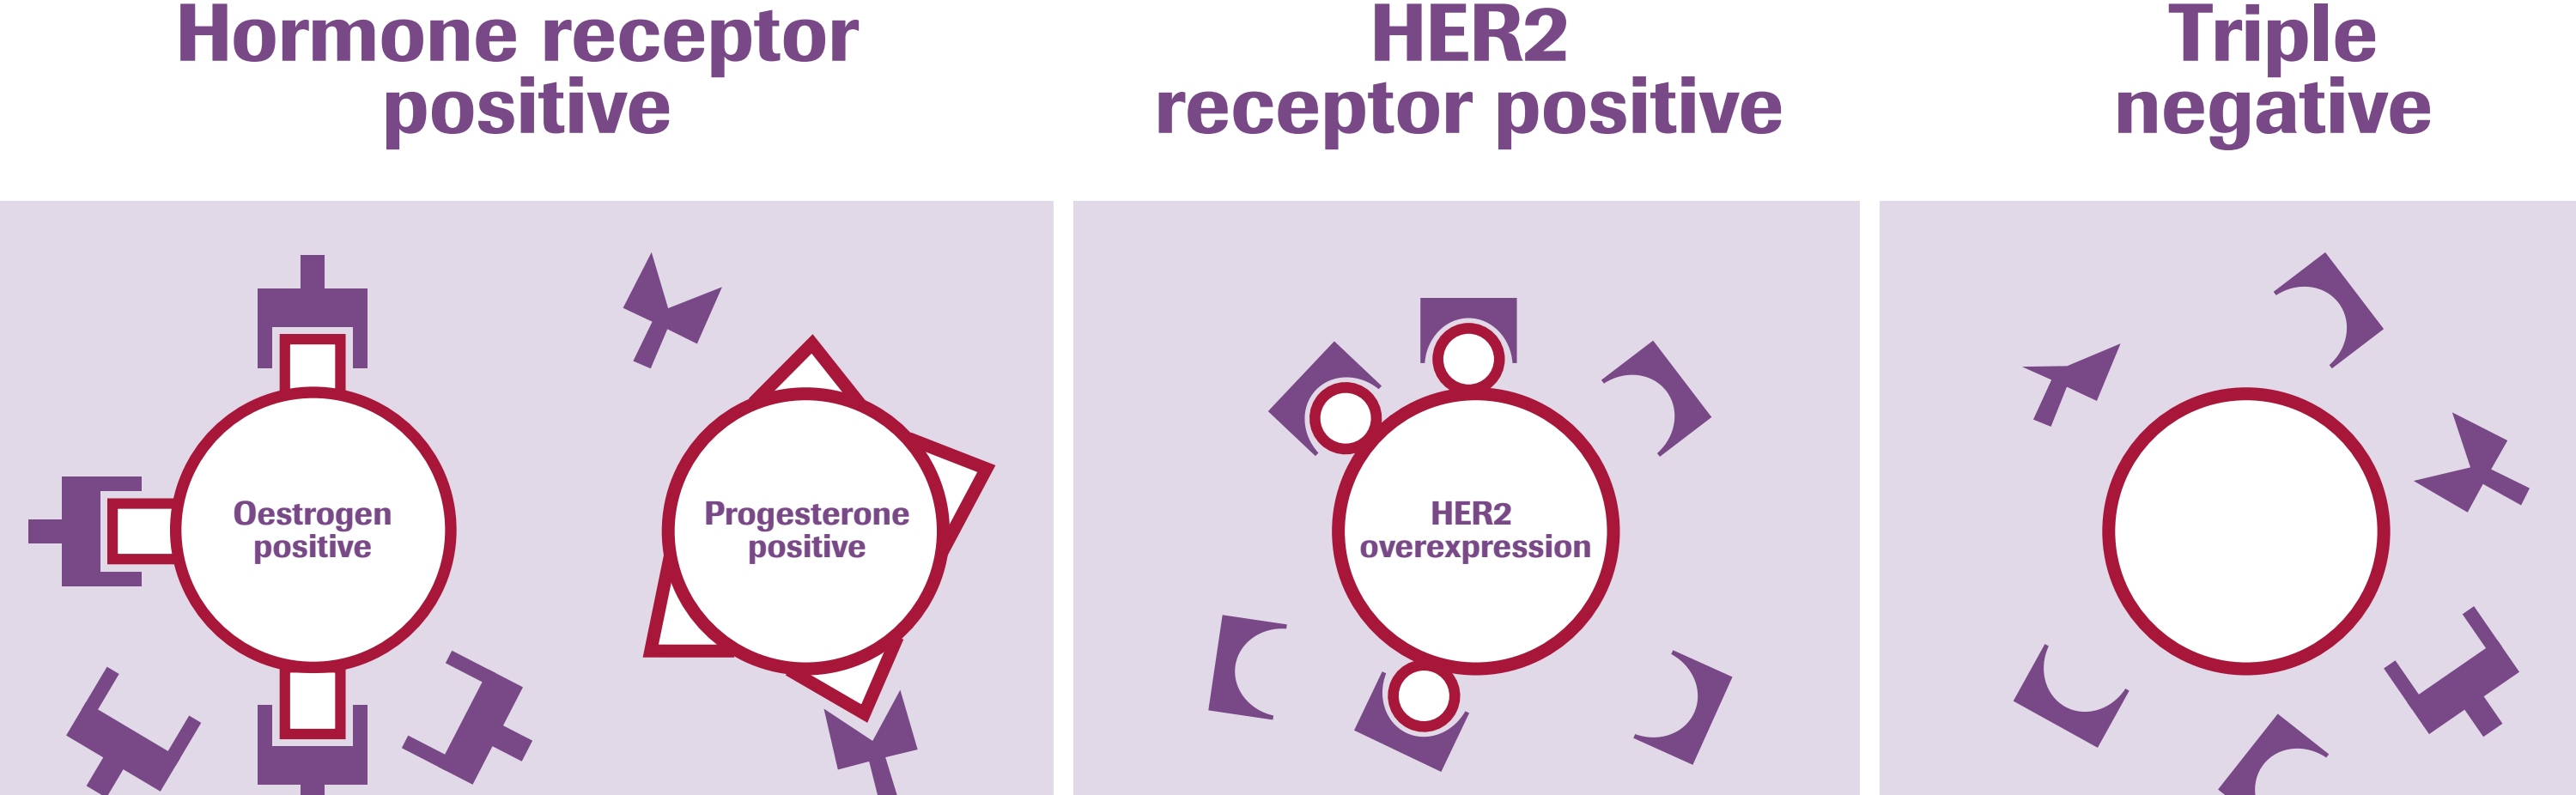 Hormone receptor
positive
HER2
receptor positive
Triple
negative
Oestrogen
positive
Progesterone
positive
HER2
overexpression